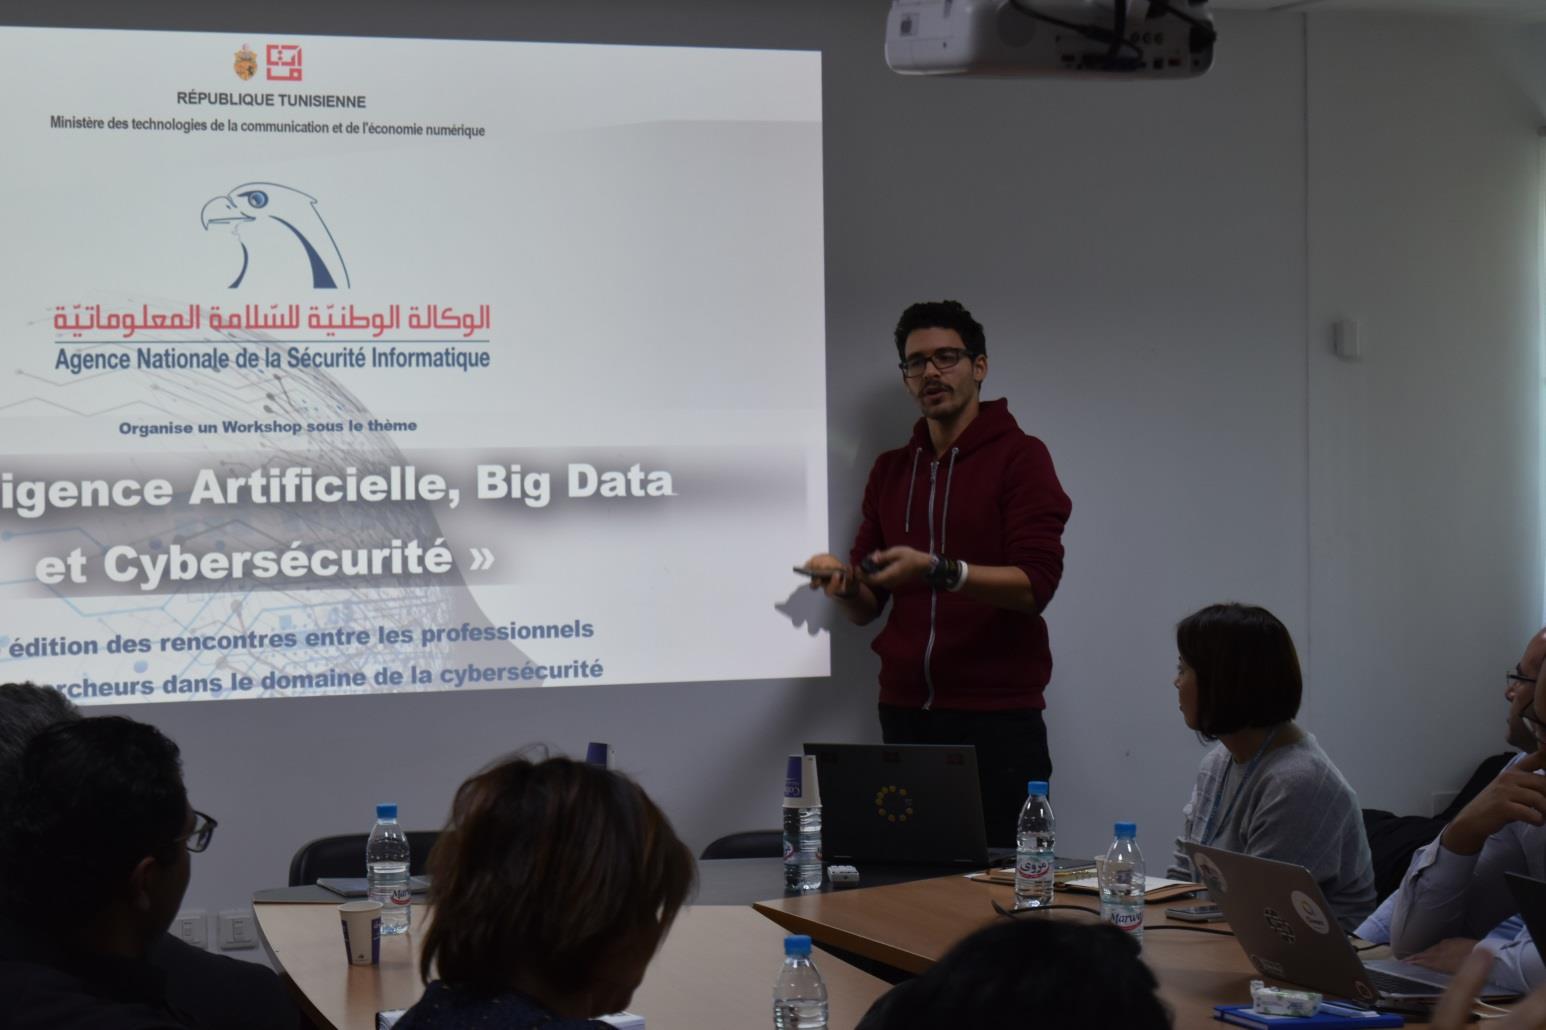 RÉPUBLIQUE TUNISIENNE
Ministère des technologies de la communication et de l'économie numérique
الوكالة الوطنيّة للسّلامة المعلوماتيّة
Agence Nationale de la Sécurité Informatique
Organise un Workshop sous le thème
igence Artificielle, Big Data
et Cybersécurité »
édition des rencontres entre les professionnels
rcheurs dans le domaine de la cybersécurité
مروى
Marwa